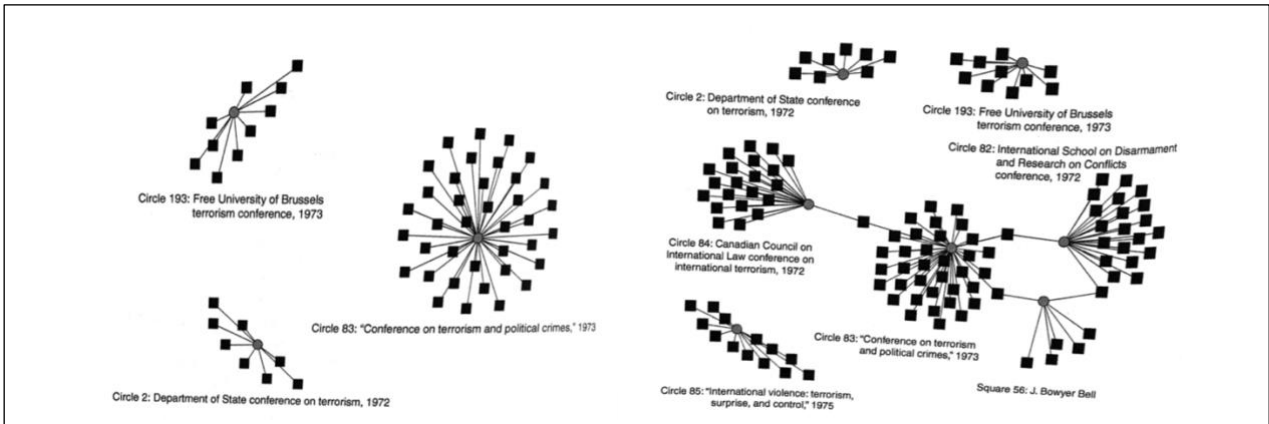 Circle 193: Free University of Brussels
terrorism conference, 1973
Circle 83: "Conference on terrorism and political crimes," 1973
Circle 2: Department of State conference on terrorism, 1972
Circle 2: Department of State conference
on terrorism, 1972
Circle 193: Free University of Brussels
terrorism conference, 1973
Circle 82: International School on Disarmament
and Research on Conflicts
conference, 1972
Circle 84: Canadian Council on
International Law conference on
international terrorism, 1972
Circle 83: "Conference on terrorism
and political crimes," 1973
Circle 85: "International violence: terrorism,
surprise, and control," 1975
Square 56: J. Bowyer Bell